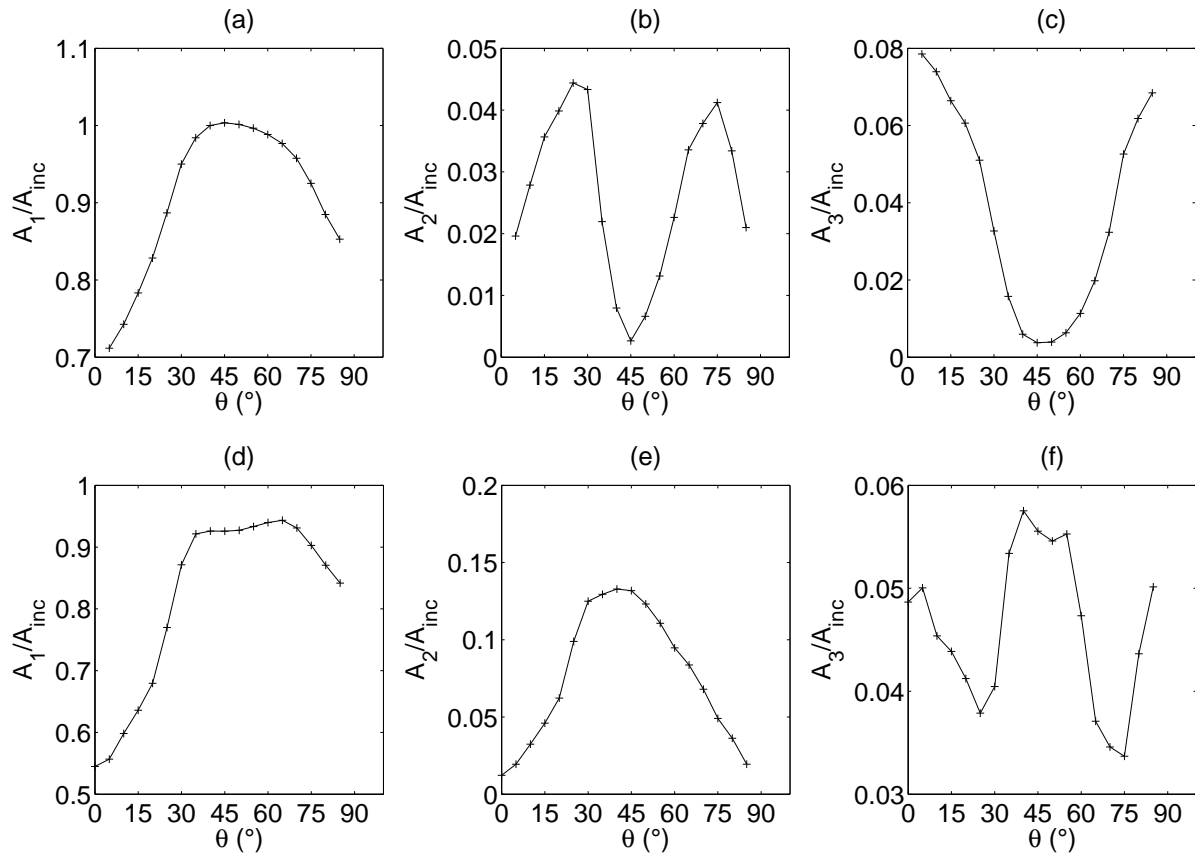 (a)
1.1
1
0.9
0.8
0.7
A1/Ainc
0 15 30 45 60 75 90
θ (°)
(b)
0.05
0.04
0.03
0.02
0.01
0
A2/Ainc
0 15 30 45 60 75 90
θ (°)
(c)
0.08
0.06
0.04
0.02
0
A3/Ainc
0 15 30 45 60 75 90
θ (°)
(d)
1
0.9
0.8
0.7
0.6
0.5
A1/Ainc
0 15 30 45 60 75 90
θ (°)
(e)
0.2
0.15
0.1
0.05
0
A2/Ainc
0 15 30 45 60 75 90
θ (°)
(f)
0.06
0.05
0.04
0.03
A3/Ainc
0 15 30 45 60 75 90
θ (°)